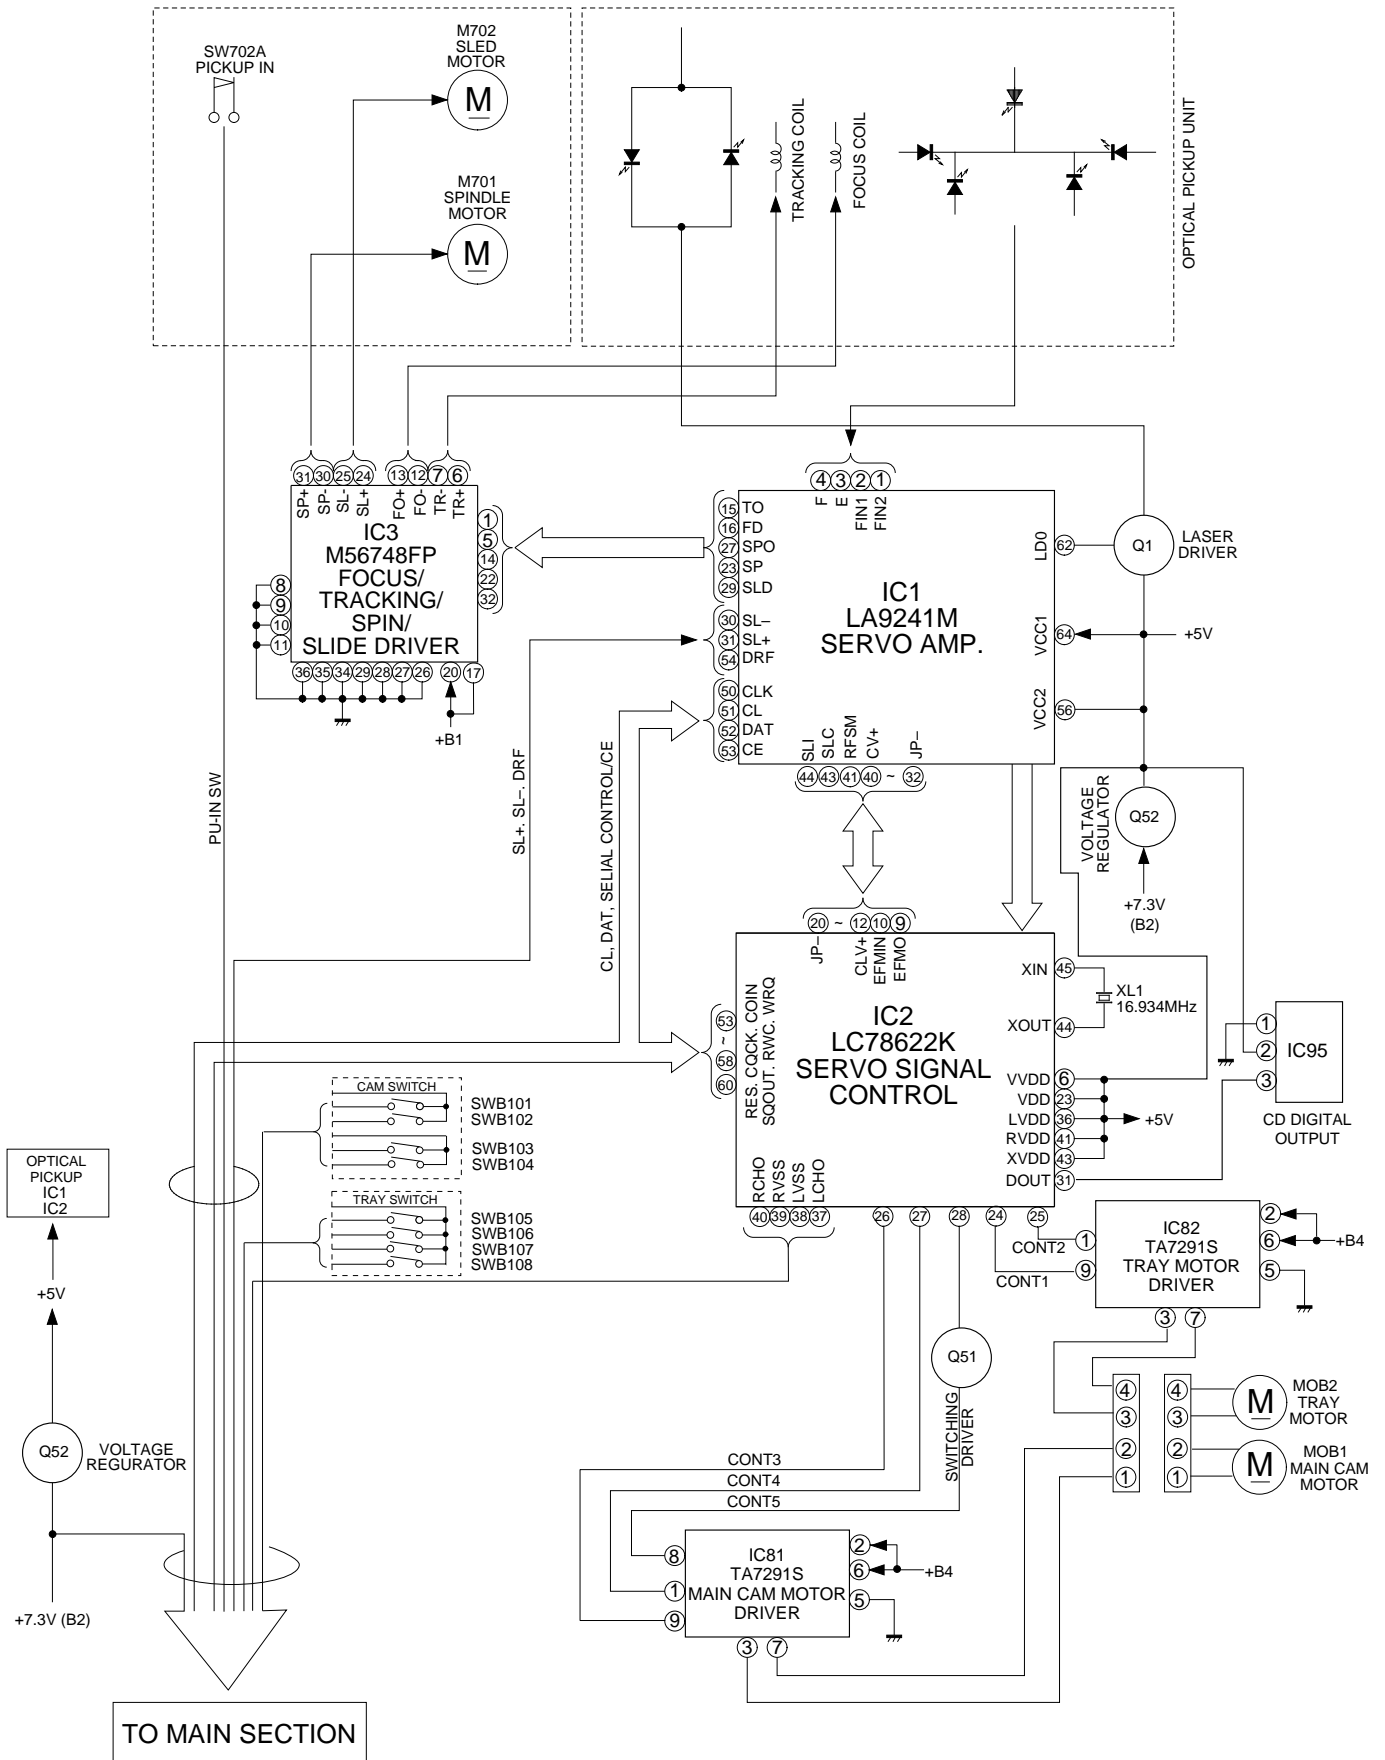 SW702A
PICKUP IN
M702
SLED
MOTOR
M
M701
SPINDLE
MOTOR
M
TRACKING COIL
FOCUS COIL
OPTICAL PICKUP UNIT
31 30 25 24 13 12 7 6
SP+ SP- SL- SL+ FO+ FO- TR- TR+
IC3
M56748FP
FOCUS/
TRACKING/
SPIN/
SLIDE DRIVER
1
5
14
22
32
8
9
10
11
36 35 34 29 28 27 26 20 17
+B1
4 3 2 1
F E FIN1 FIN2
15 TO
16 FD
27 SPO
23 SP
29 SLD
30 SL–
31 SL+
54 DRF
50 CLK
51 CL
52 DAT
53 CE
IC1
LA9241M
SERVO AMP.
LD0 62
VCC1 64
VCC2 56
SLI SLC RFSM CV+ JP–
44 43 41 40 ~ 32
Q1
LASER
DRIVER
+5V
Q52
VOLTAGE
REGULATOR
+7.3V
(B2)
PU-IN SW
SL+. SL–. DRF
CL, DAT, SELIAL CONTROL/CE
20 ~ 12 10 9
JP– CLV+ EFMIN EFMO
53
~
58
60
RES. CQCK. COIN
SQOUT. RWC. WRQ
IC2
LC78622K
SERVO SIGNAL
CONTROL
XIN 45
XOUT 44
XL1
16.934MHz
VVDD 6
VDD 23
LVDD 36
RVDD 41
XVDD 43
DOUT 31
+5V
1
2
3
IC95
CD DIGITAL
OUTPUT
RCHO RVSS LVSS LCHO
40 39 38 37 26 27 28 24 25
CAM SWITCH
SWB101
SWB102
SWB103
SWB104
TRAY SWITCH
SWB105
SWB106
SWB107
SWB108
OPTICAL
PICKUP
IC1
IC2
+5V
Q52
VOLTAGE
REGURATOR
+7.3V (B2)
CONT2
CONT1
1
9
IC82
TA7291S
TRAY MOTOR
DRIVER
2
6
5
+B4
3 7
Q51
SWITCHING
DRIVER
4
3
2
1
4
3
2
1
M
MOB2
TRAY
MOTOR
M
MOB1
MAIN CAM
MOTOR
CONT3
CONT4
CONT5
8
1
9
IC81
TA7291S
MAIN CAM MOTOR
DRIVER
2
6
5
+B4
3 7
TO MAIN SECTION